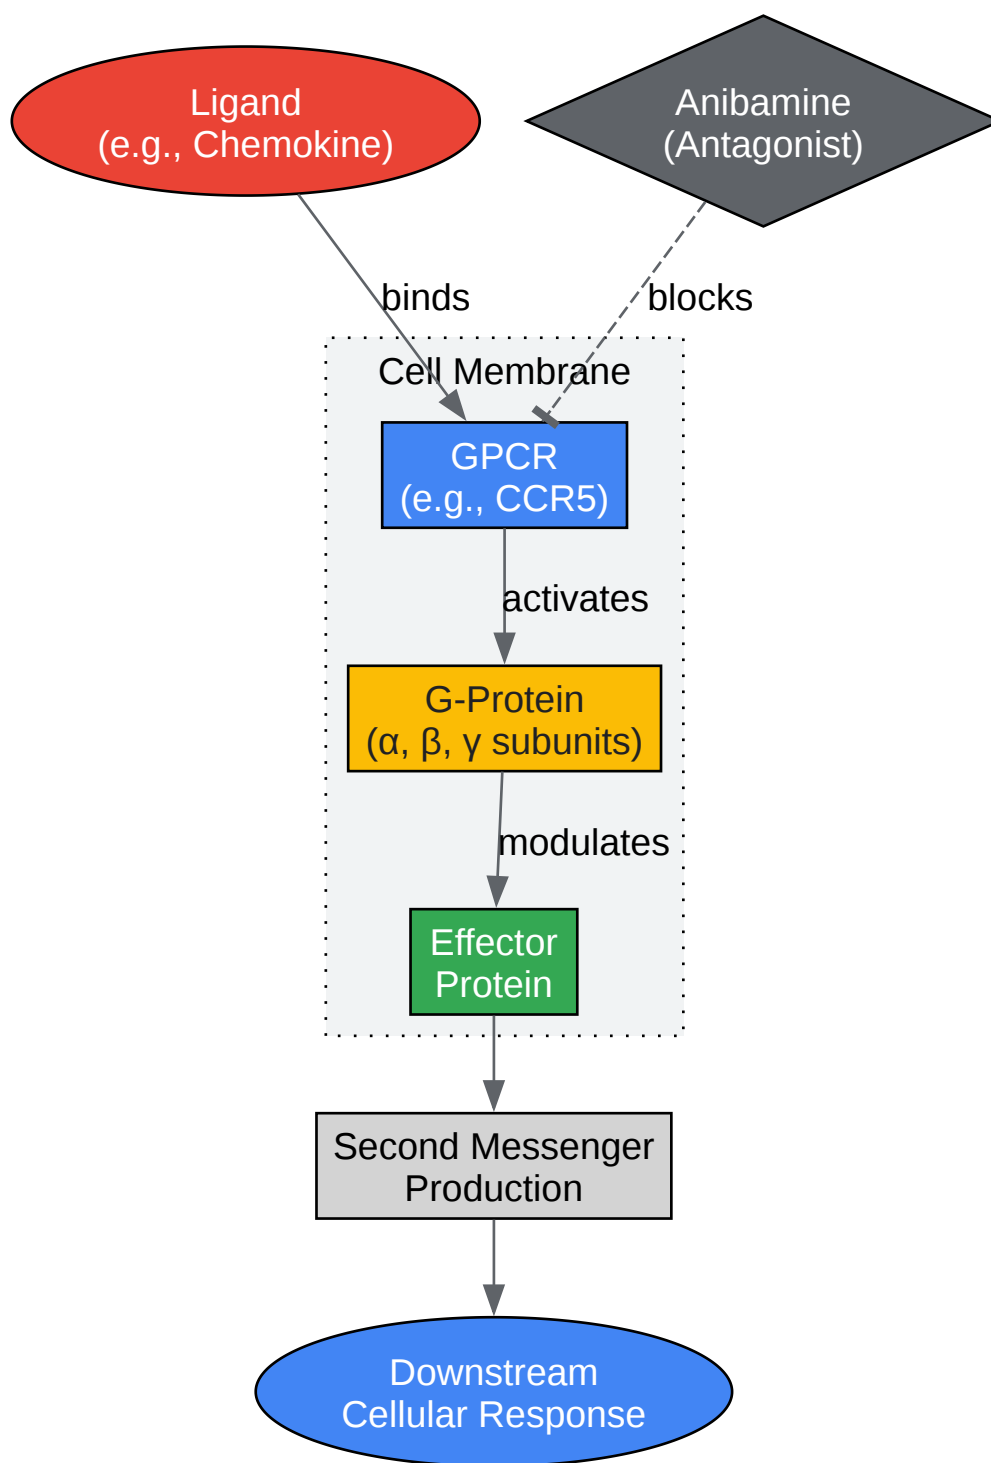 Ligand
(e.g., Chemokine)
Anibamine
(Antagonist)
binds
blocks
Cell Membrane
GPCR
(e.g., CCR5)
activates
G-Protein
(α, β, γ subunits)
modulates
Effector
Protein
Second Messenger
Production
Downstream
Cellular Response